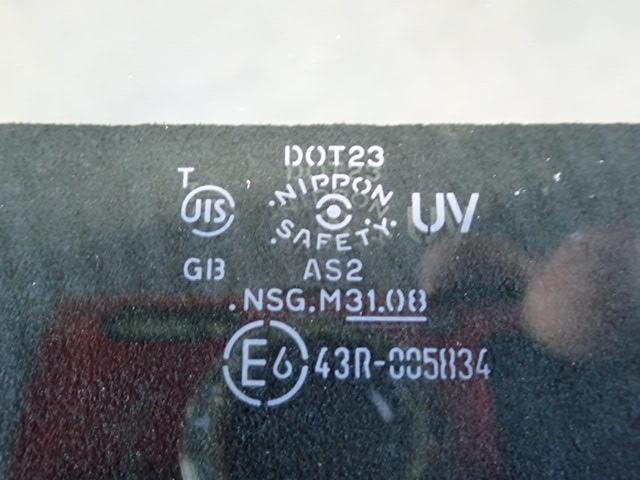 DOT23
T
JIS
NIPPON
SAFETY
UV
GB
AS2
.NSG.M31.08
E6 43R-005834